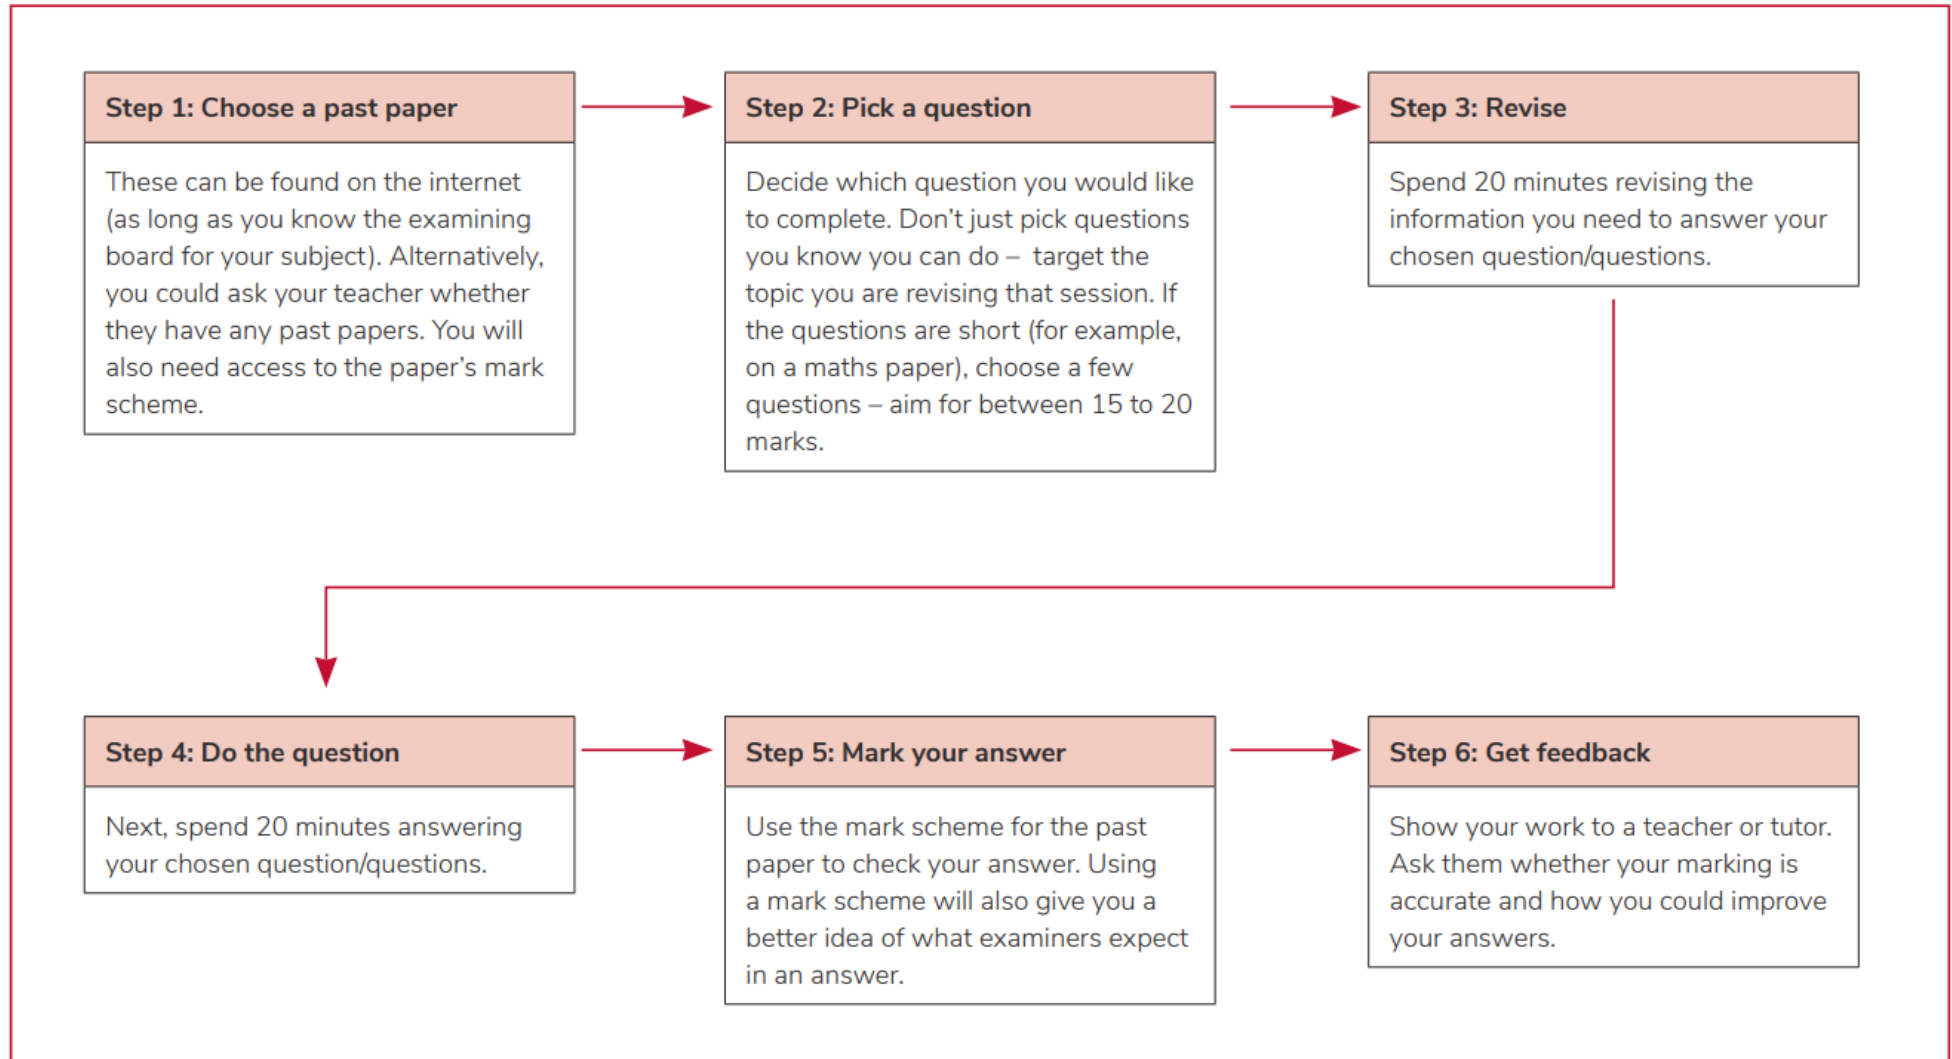 Step 1: Choose a past paper
These can be found on the internet
(as long as you know the examining
board for your subject). Alternatively,
you could ask your teacher whether
they have any past papers. You will
also need access to the paper’s mark
scheme.
Step 2: Pick a question
Decide which question you would like
to complete. Don’t just pick questions
you know you can do – target the
topic you are revising that session. If
the questions are short (for example,
on a maths paper), choose a few
questions – aim for between 15 to 20
marks.
Step 3: Revise
Spend 20 minutes revising the
information you need to answer your
chosen question/questions.
Step 4: Do the question
Next, spend 20 minutes answering
your chosen question/questions.
Step 5: Mark your answer
Use the mark scheme for the past
paper to check your answer. Using
a mark scheme will also give you a
better idea of what examiners expect
in an answer.
Step 6: Get feedback
Show your work to a teacher or tutor.
Ask them whether your marking is
accurate and how you could improve
your answers.